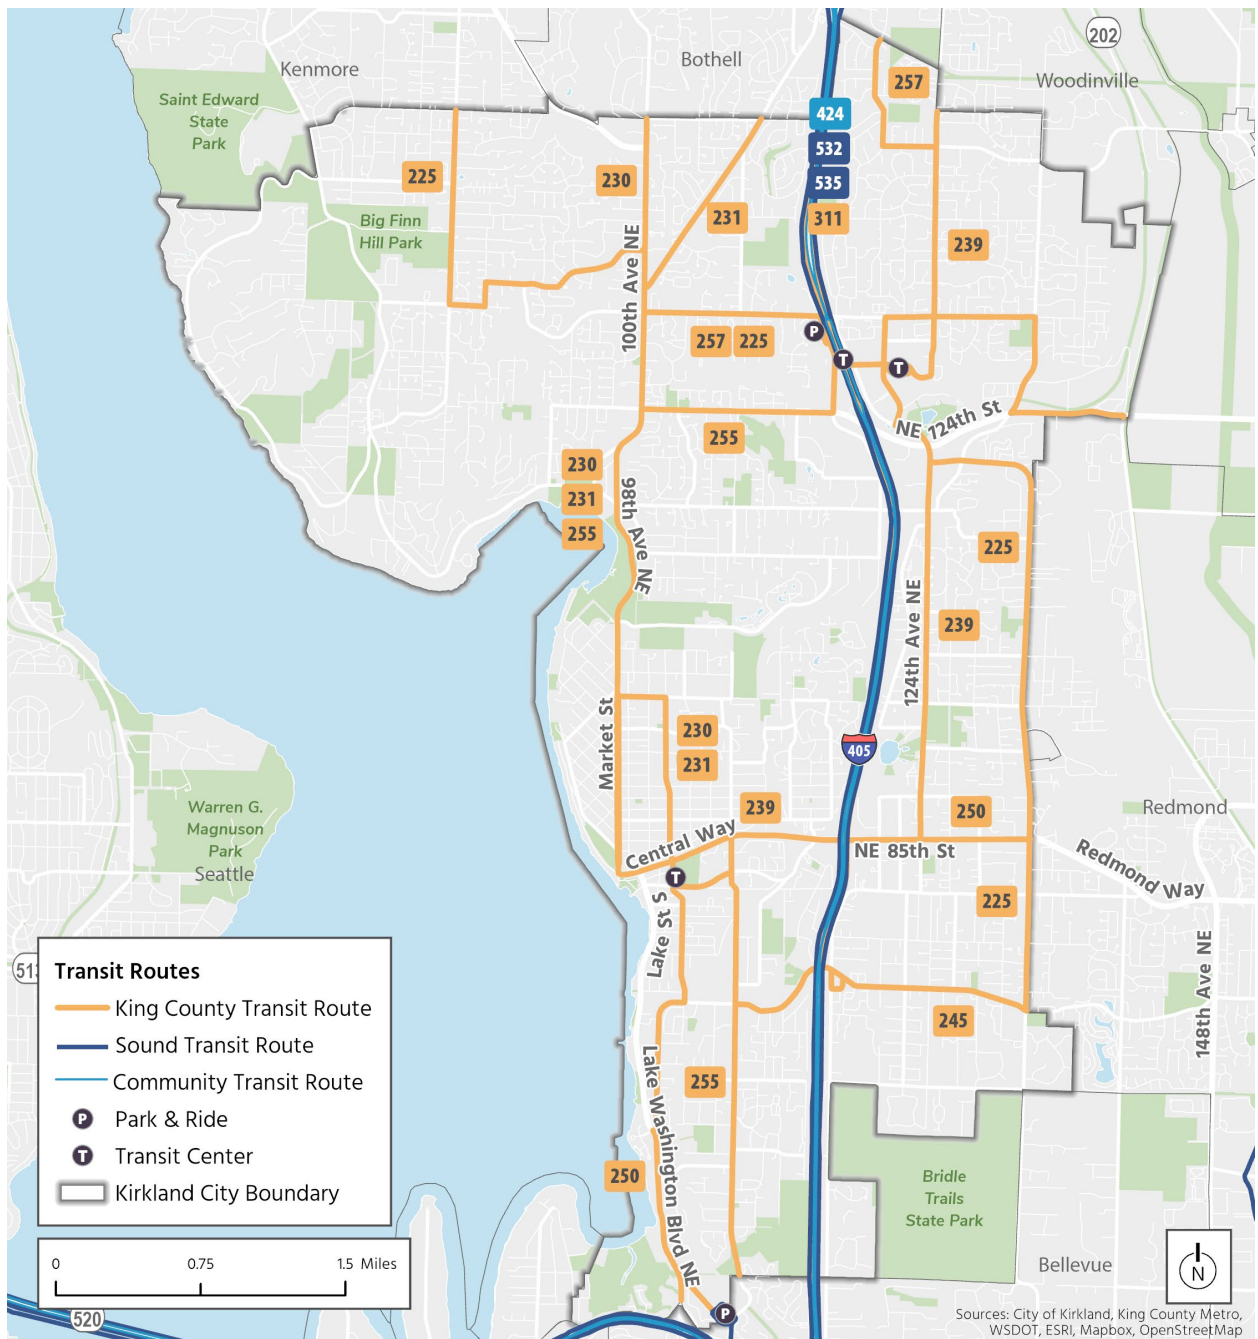 202
Kenmore
Bothell
Woodinville
Saint Edward
State
Park
257
424
532
535
311
225
230
231
239
Big Finn
Hill Park
100th Ave NE
P
257
225
T
T
NE 124th St
255
230
231
255
98th Ave NE
225
239
124th Ave NE
Market St
230
231
405
239
250
Central Way
NE 85th St
Redmond
Redmond Way
Warren G.
Magnuson
Park
Seattle
T
Lake St S
225
148th Ave NE
513
245
Lake Washington Blvd NE
255
250
Bridle
Trails
State Park
Bellevue
P
520
Transit Routes
King County Transit Route
Sound Transit Route
Community Transit Route
P Park & Ride
T Transit Center
Kirkland City Boundary
0 0.75 1.5 Miles
N
Sources: City of Kirkland, King County Metro,
WSDOT, ESRI, Mapbox, OpenStreetMap